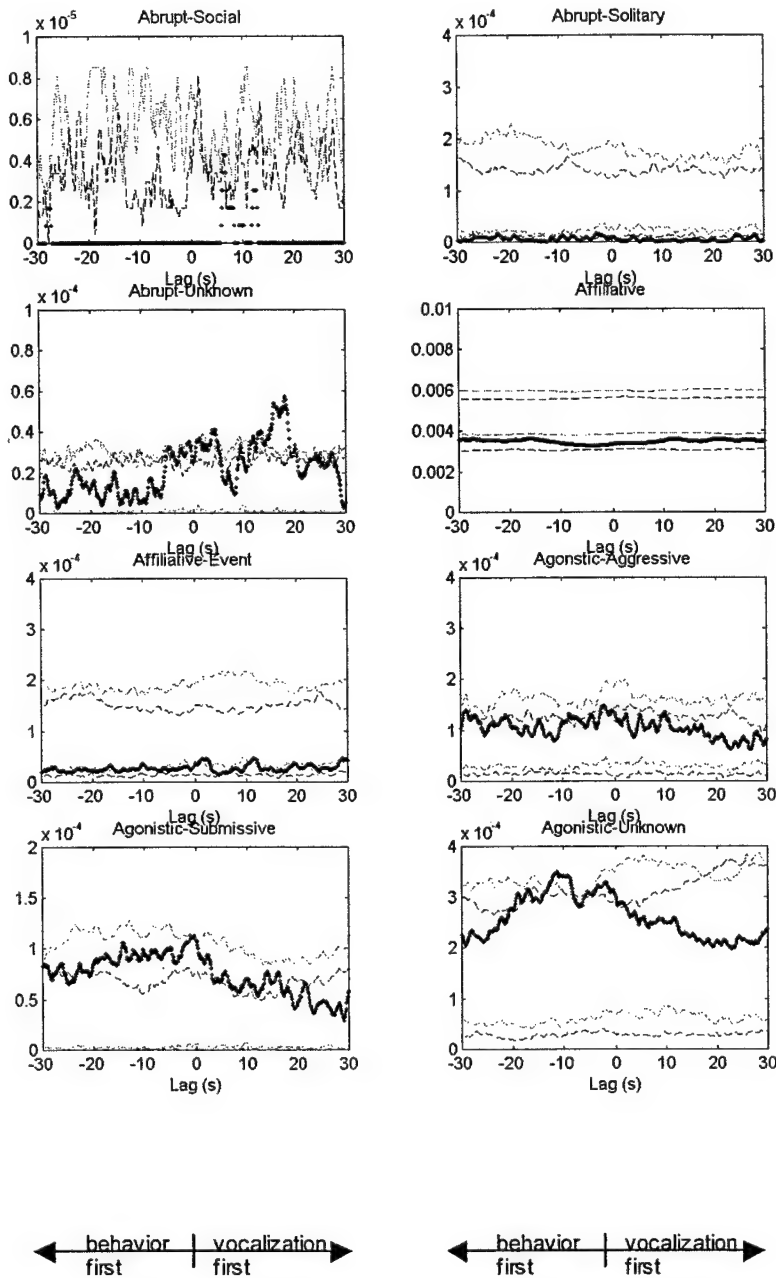 x 10⁻⁵ Abrupt-Social
1
0.8
0.6
0.4
0.2
0
-30 -20 -10 0 10 20 30
Lag (s)
x 10⁻⁴ Abrupt-Solitary
4
3
2
1
0
-30 -20 -10 0 10 20 30
Lag (s)
x 10⁻⁴ Abrupt-Unknown
1
0.8
0.6
0.4
0.2
0
-30 -20 -10 0 10 20 30
Lag (s)
Affiliative
0.01
0.008
0.006
0.004
0.002
0
-30 -20 -10 0 10 20 30
Lag (s)
x 10⁻⁴ Affiliative-Event
4
3
2
1
0
-30 -20 -10 0 10 20 30
Lag (s)
x 10⁻⁴ Agonstic-Aggressive
4
3
2
1
0
-30 -20 -10 0 10 20 30
Lag (s)
x 10⁻⁴ Agonistic-Submissive
2
1.5
1
0.5
0
-30 -20 -10 0 10 20 30
Lag (s)
x 10⁻⁴ Agonistic-Unknown
4
3
2
1
0
-30 -20 -10 0 10 20 30
Lag (s)
behavior first
vocalization first
behavior first
vocalization first